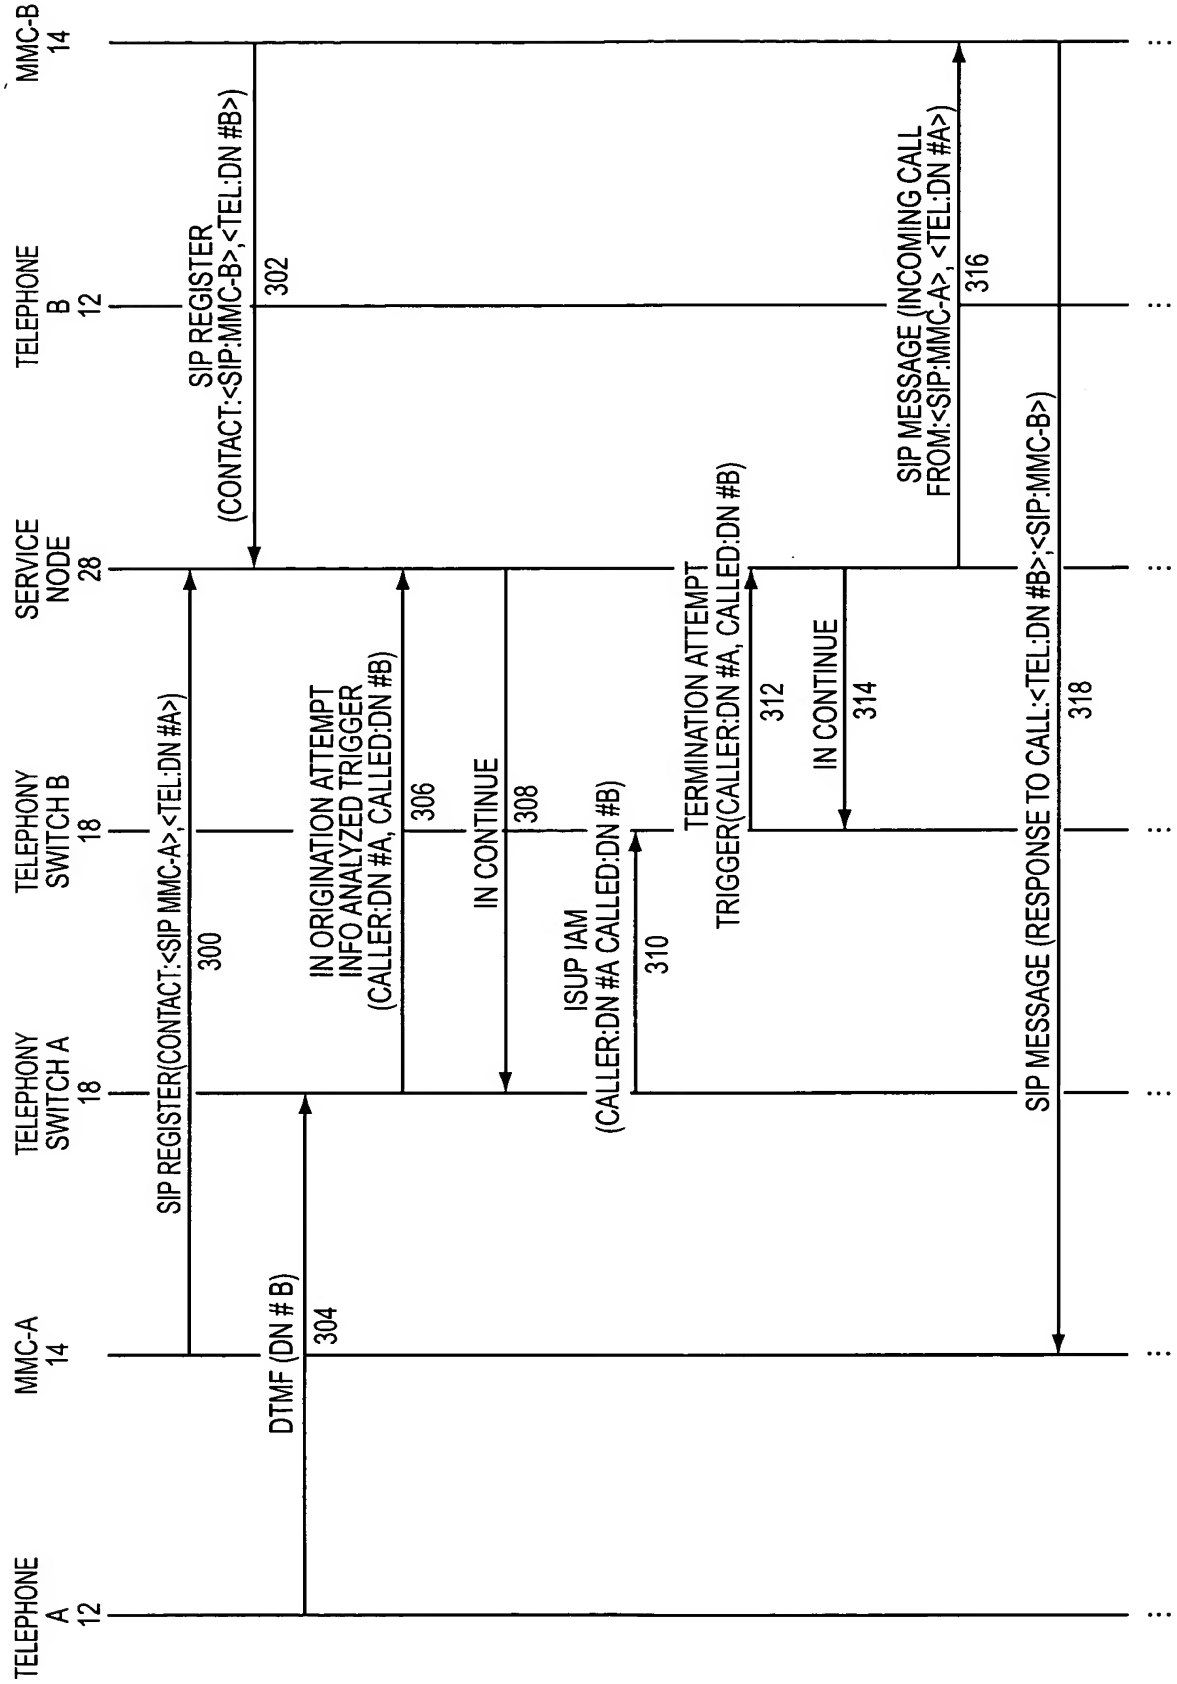 TELEPHONE
A
12
MMC-A
14
TELEPHONY
SWITCH A
18
TELEPHONY
SWITCH B
18
SERVICE
NODE
28
TELEPHONE
B
12
MMC-B
14
SIP REGISTER(CONTACT:<SIP MMC-A>,<TEL:DN #A>)
300
SIP REGISTER
(CONTACT:<SIP:MMC-B>,<TEL:DN #B>)
302
DTMF (DN # B)
304
IN ORIGINATION ATTEMPT
INFO ANALYZED TRIGGER
(CALLER:DN #A, CALLED:DN #B)
306
IN CONTINUE
308
ISUP IAM
(CALLER:DN #A CALLED:DN #B)
310
TERMINATION ATTEMPT
TRIGGER(CALLER:DN #A, CALLED:DN #B)
312
IN CONTINUE
314
SIP MESSAGE (INCOMING CALL
FROM:<SIP:MMC-A>, <TEL:DN #A>)
316
SIP MESSAGE (RESPONSE TO CALL:<TEL:DN #B>;<SIP:MMC-B>)
318
...
...
...
...
...
...
...